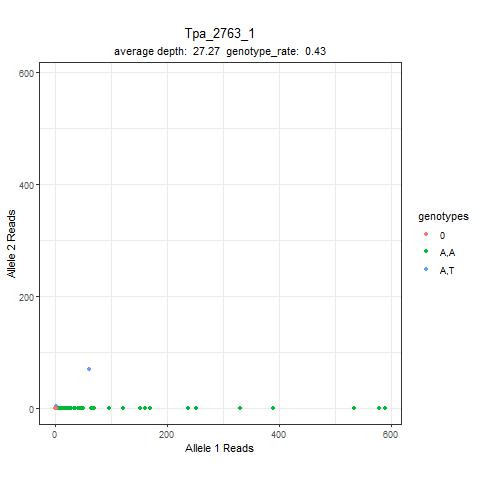 Tpa_2763_1
average depth: 27.27 genotype_rate: 0.43
600
400
200
0
Allele 2 Reads
0 200 400 600
Allele 1 Reads
genotypes
0
A,A
A,T